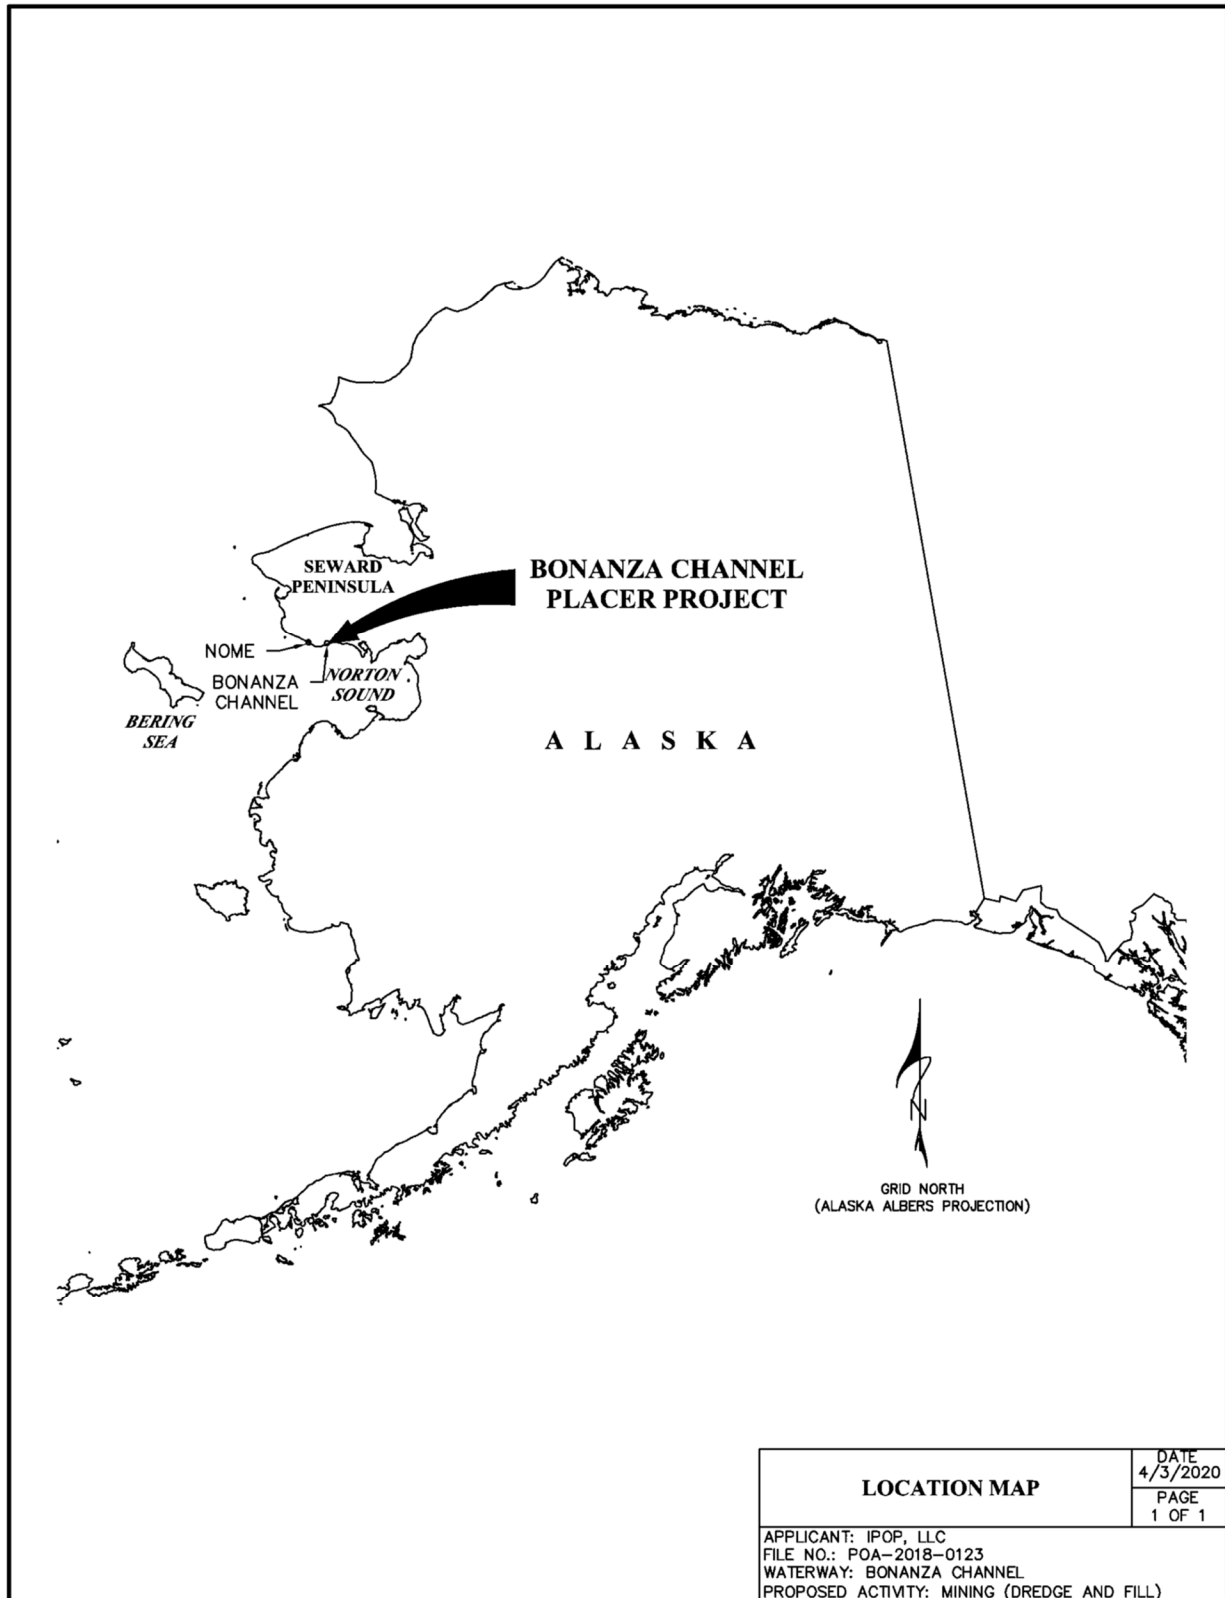 SEWARD
PENINSULA
BONANZA CHANNEL
PLACER PROJECT
NOME
BONANZA
CHANNEL
NORTON
SOUND
BERING
SEA
A L A S K A
N
GRID NORTH
(ALASKA ALBERS PROJECTION)
LOCATION MAP
DATE
4/3/2020
PAGE
1 OF 1
APPLICANT: IPOP, LLC
FILE NO.: POA-2018-0123
WATERWAY: BONANZA CHANNEL
PROPOSED ACTIVITY: MINING (DREDGE AND FILL)